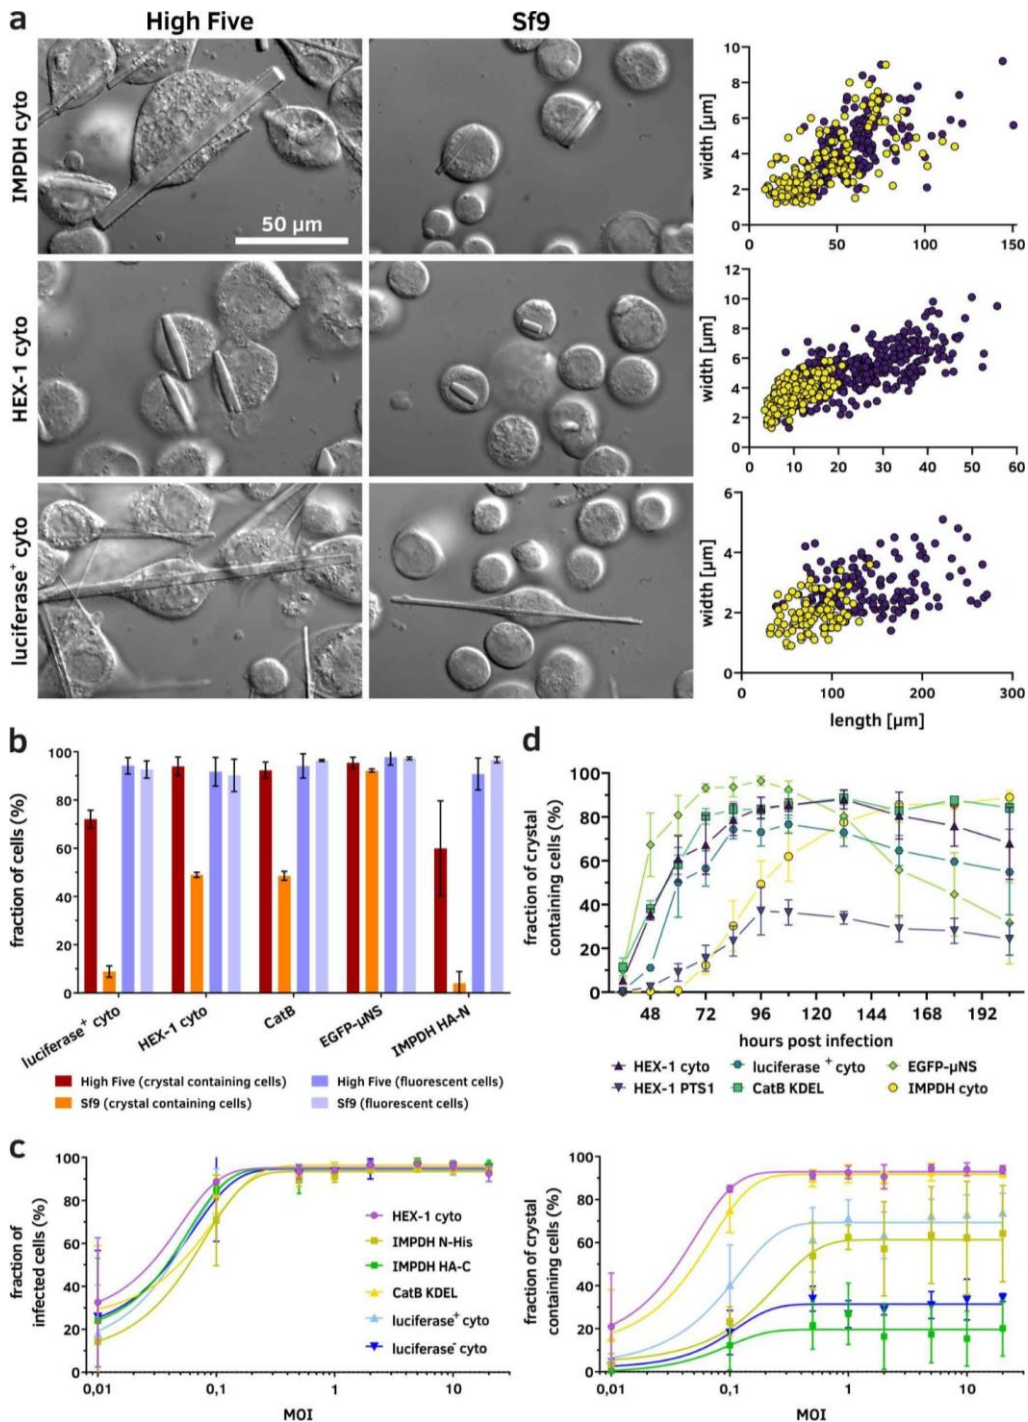 a
High Five
Sf9
IMPDH cyto
50 µm
width [µm]
10
8
6
4
2
0
0
50
100
150
HEX-1 cyto
width [µm]
12
10
8
6
4
2
0
0 10 20 30 40 50 60
luciferase+ cyto
width [µm]
6
4
2
0
0
100
200
300
length [µm]
b
fraction of cells (%)
100
80
60
40
20
0
luciferase+ cyto
HEX-1 cyto
CatB
EGFP-µNS
IMPDH HA-N
High Five (crystal containing cells)
High Five (fluorescent cells)
Sf9 (crystal containing cells)
Sf9 (fluorescent cells)
d
fraction of crystal
containing cells (%)
100
80
60
40
20
0
48 72 96 120 144 168 192
hours post infection
HEX-1 cyto
luciferase + cyto
EGFP-µNS
HEX-1 PTS1
CatB KDEL
IMPDH cyto
c
fraction of
infected cells (%)
100
80
60
40
20
0
0,01
0,1
1
10
MOI
HEX-1 cyto
IMPDH N-His
IMPDH HA-C
CatB KDEL
luciferase+ cyto
luciferase- cyto
fraction of crystal
containing cells (%)
100
80
60
40
20
0
0,01
0,1
1
10
MOI